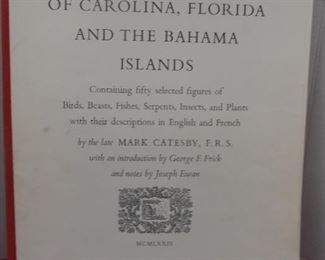 OF CAROLINA, FLORIDA
AND THE BAHAMA
ISLANDS
Containing fifty selected figures of
Birds, Beasts, Fishes, Serpents, Insects, and Plants
with their descriptions in English and French
by the late MARK CATESBY, F.R.S.
with an introduction by George F. Frick
and notes by Joseph Ewan
MCMLXXIV